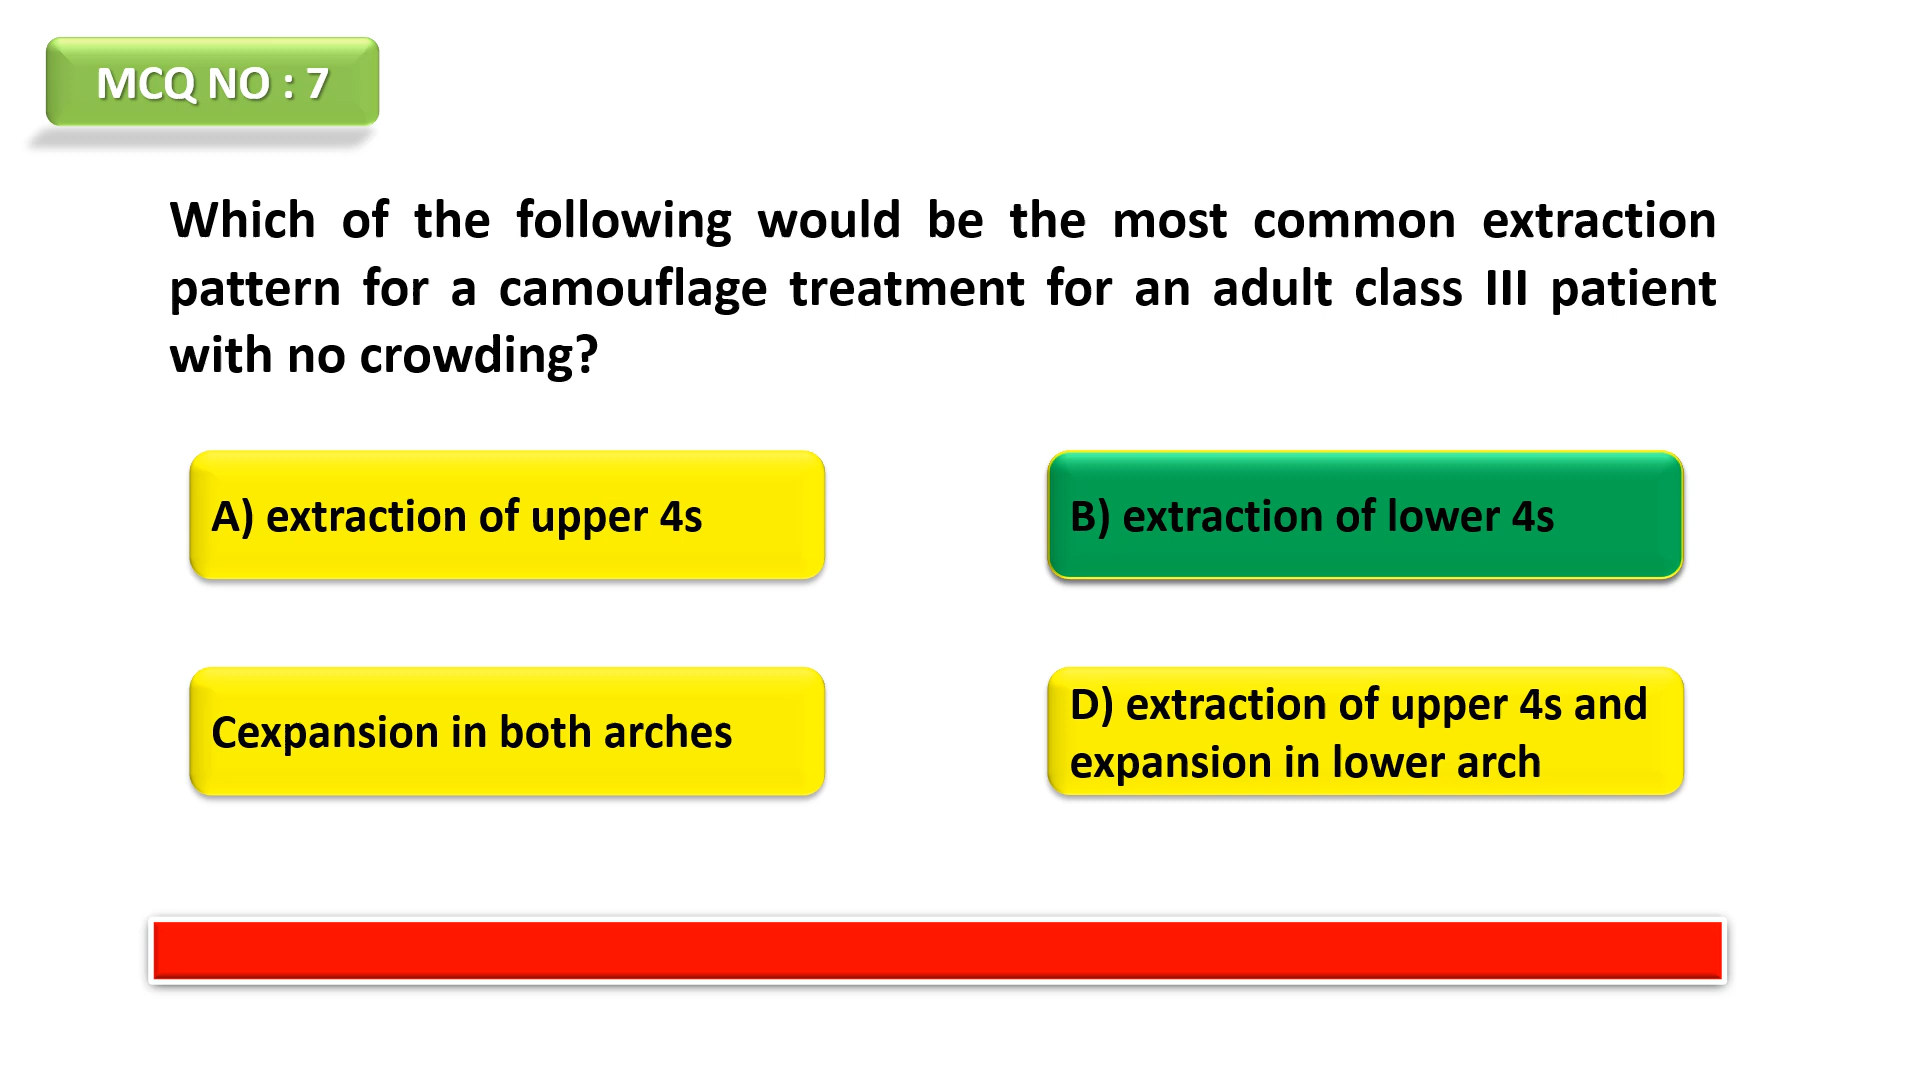 MCQ NO : 7
Which of the following would be the most common extraction
pattern for a camouflage treatment for an adult class III patient
with no crowding?
A) extraction of upper 4s
B) extraction of lower 4s
Cexpansion in both arches
D) extraction of upper 4s and
expansion in lower arch